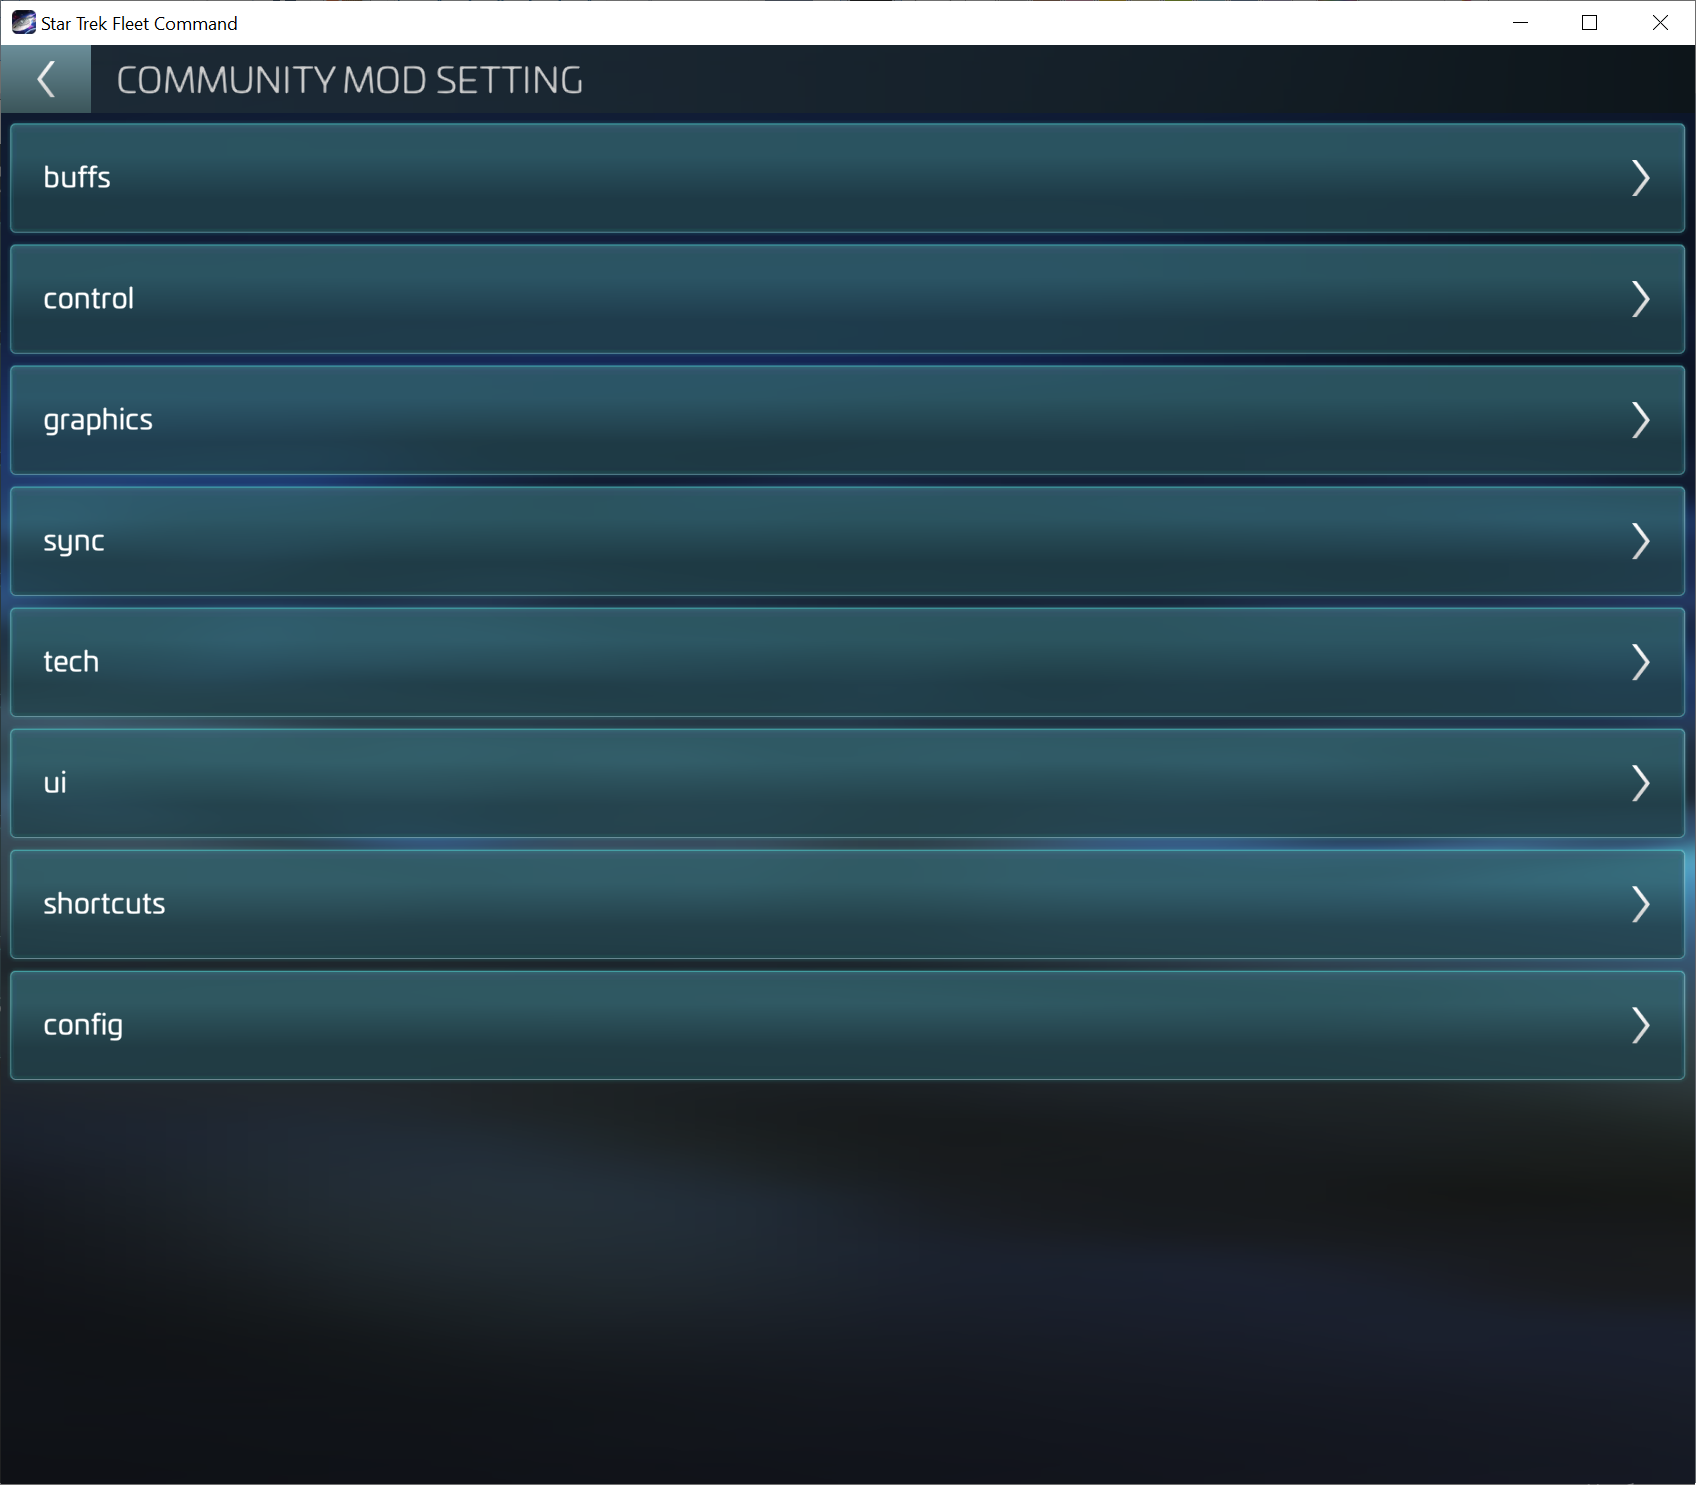 Star Trek Fleet Command
COMMUNITY MOD SETTING
buffs
control
graphics
sync
tech
ui
shortcuts
config